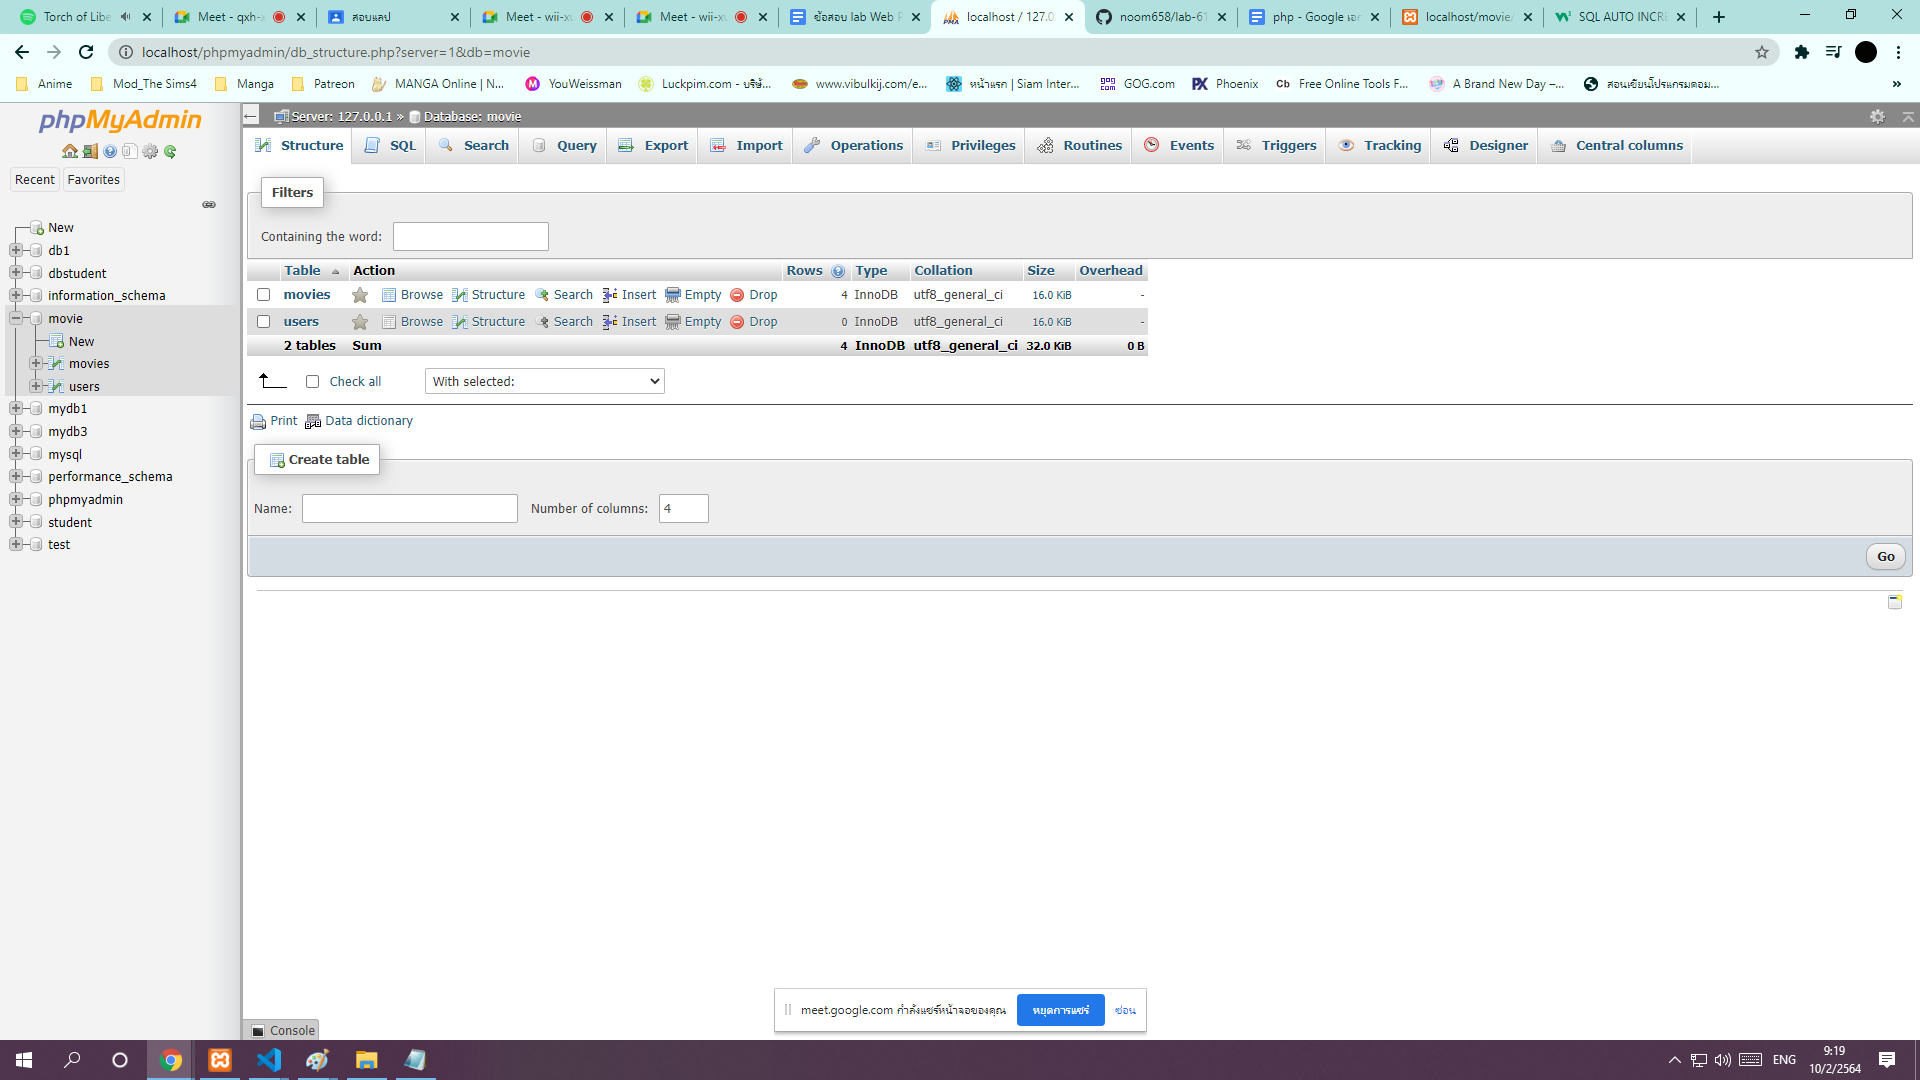 Torch of Libe
Meet - qxh-x
สอบแลป
Meet - wii-xu
Meet - wii-xu
ข้อสอบ lab Web P
localhost / 127.0.
noom658/lab-61
php - Google เอก
localhost/movie/
SQL AUTO INCRE
localhost/phpmyadmin/db_structure.php?server=1&db=movie
Anime
Mod_The Sims4
Manga
Patreon
MANGA Online | N...
YouWeissman
Luckpim.com - บริษั...
www.vibulkij.com/e...
หน้าแรก | Siam Inter...
GOG.com
Phoenix
Free Online Tools F...
A Brand New Day –...
สอนเขียนโปรแกรมคอม...
»
phpMyAdmin
Recent
Favorites
New
db1
dbstudent
information_schema
movie
New
movies
users
mydb1
mydb3
mysql
performance_schema
phpmyadmin
student
test
Server: 127.0.0.1 » Database: movie
Structure
SQL
Search
Query
Export
Import
Operations
Privileges
Routines
Events
Triggers
Tracking
Designer
Central columns
Filters
Containing the word:
Table Action Rows Type Collation Size Overhead
movies Browse Structure Search Insert Empty Drop 4 InnoDB utf8_general_ci 16.0 KiB -
users Browse Structure Search Insert Empty Drop 0 InnoDB utf8_general_ci 16.0 KiB -
2 tables Sum 4 InnoDB utf8_general_ci 32.0 KiB 0 B
Check all With selected:
Print Data dictionary
Create table
Name: Number of columns: 4
Go
meet.google.com กำลังแชร์หน้าจอของคุณ
หยุดการแชร์
ซ่อน
Console
ENG
9:19
10/2/2564